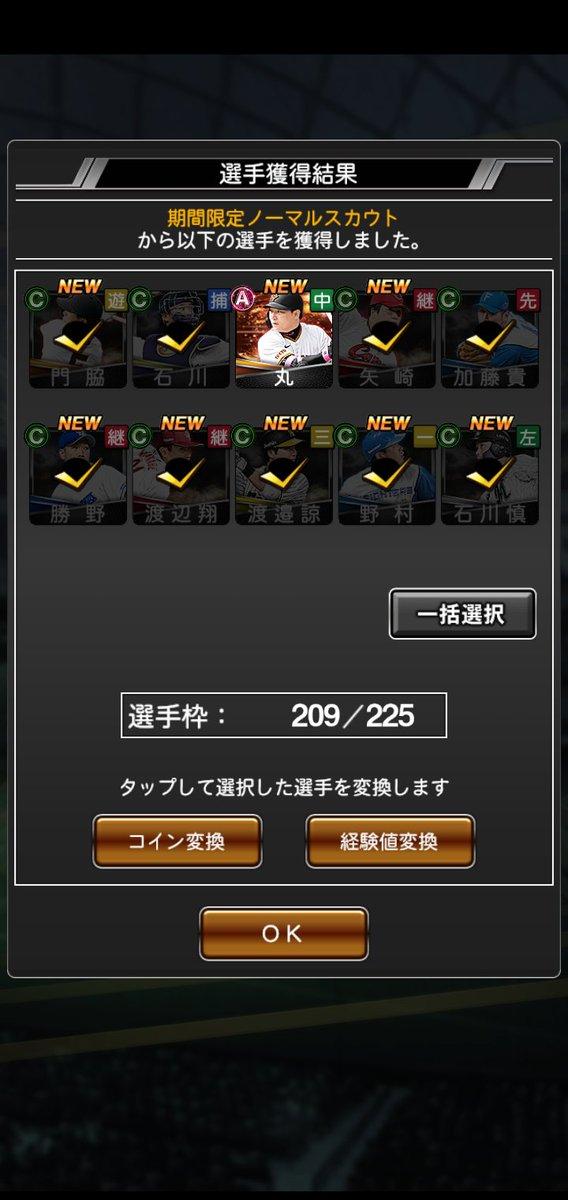 選手獲得結果
期間限定ノーマルスカウト
から以下の選手を獲得しました。
NEW NEW NEW NEW
C 遊 C 捕 A 中 C 継 C 先
門脇 石川 丸 矢崎 加藤貴
NEW NEW NEW NEW NEW
C 継 C 継 C 三 C 一 C 左
勝野 渡辺翔 渡邉諒 野村 石川慎
一括選択
選手枠： 209／225
タップして選択した選手を変換します
コイン変換 経験値変換
OK